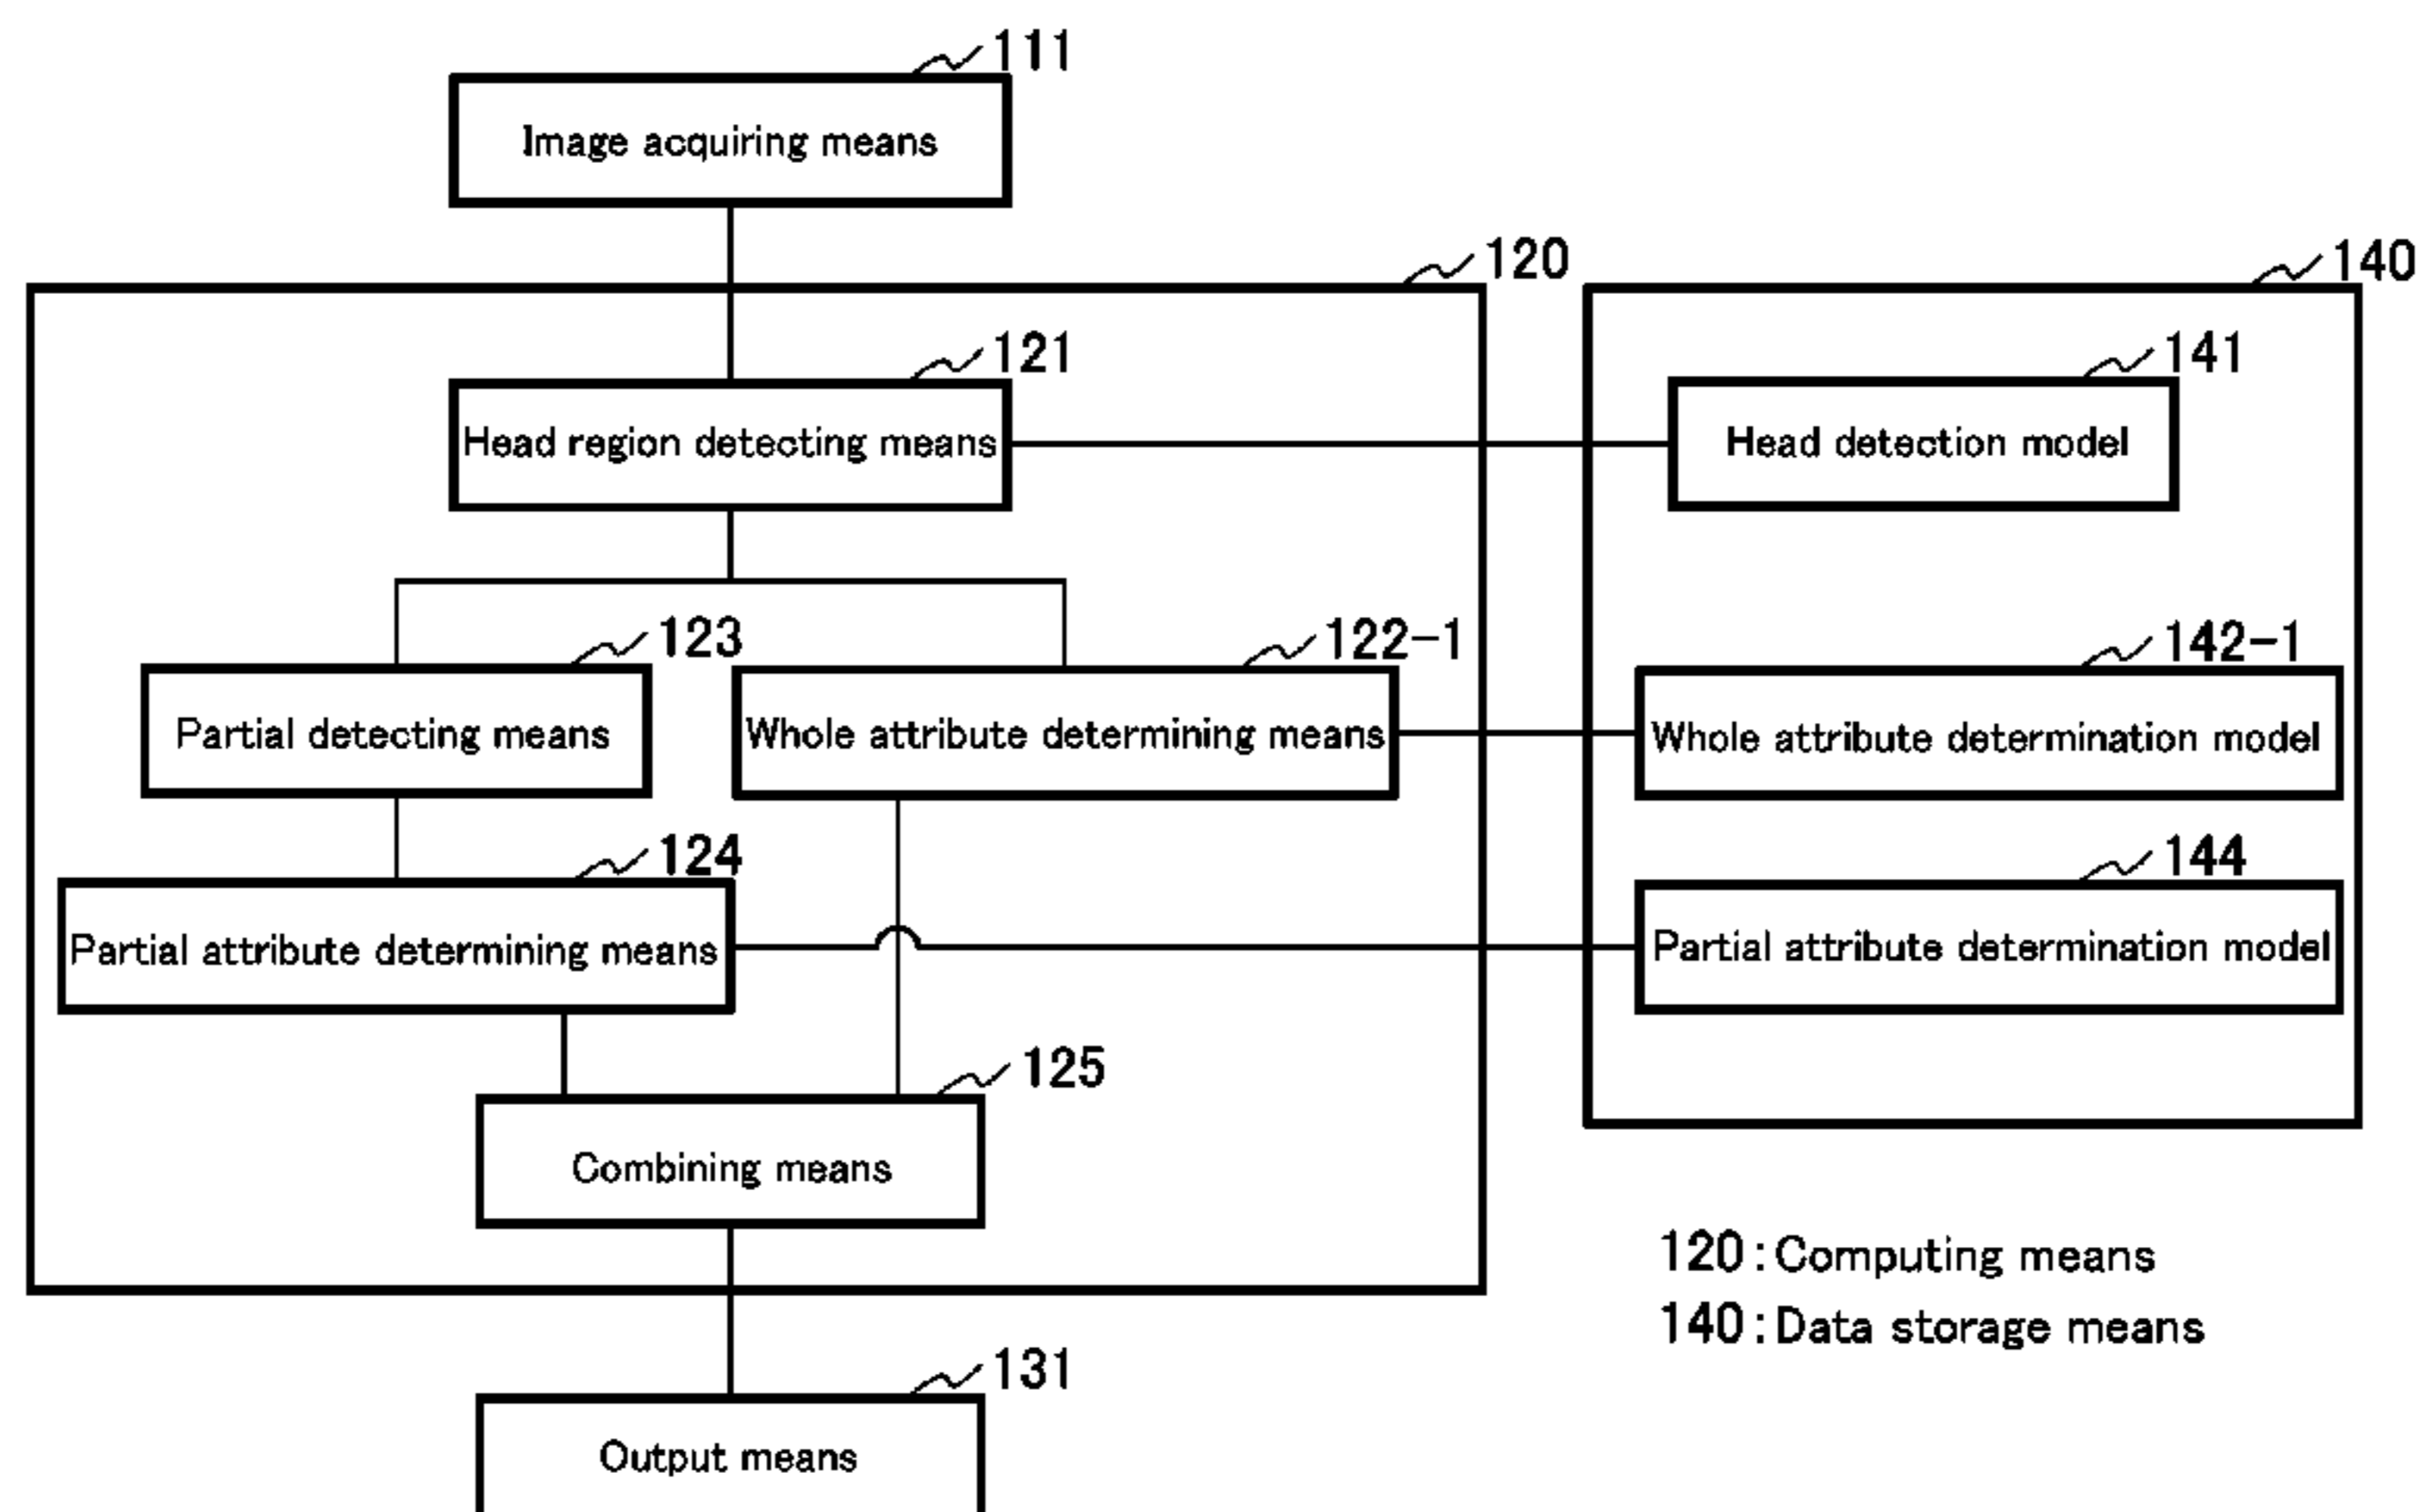 111
Image acquiring means
120
140
121
141
Head region detecting means
Head detection model
123
122-1
142-1
Partial detecting means
Whole attribute determining means
Whole attribute determination model
124
144
Partial attribute determining means
Partial attribute determination model
125
Combining means
120:Computing means
140:Data storage means
131
Output means